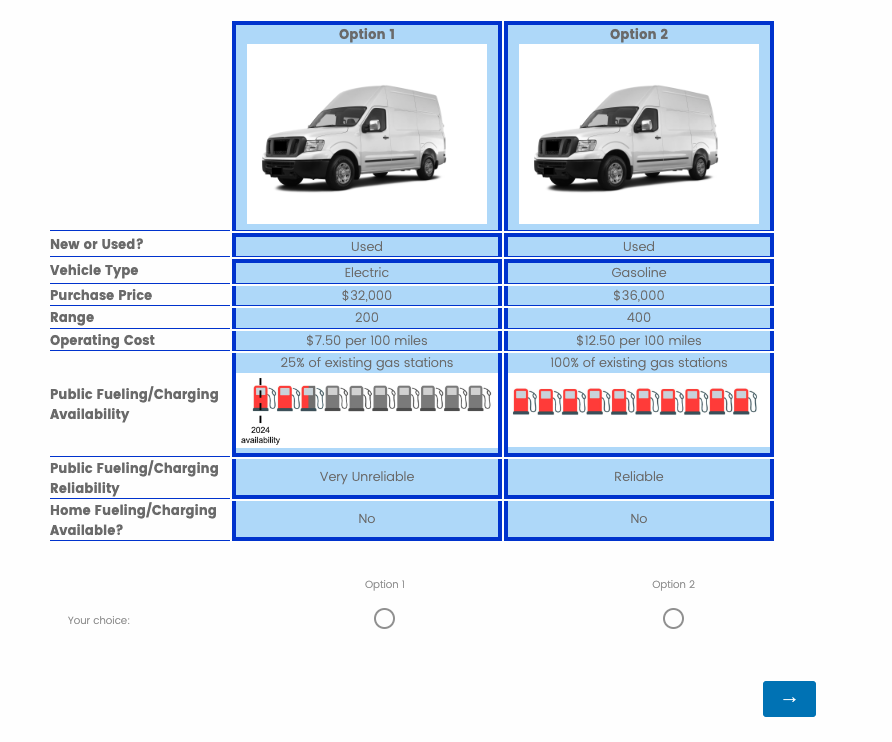 Option 1 Option 2
New or Used? Used Used
Vehicle Type Electric Gasoline
Purchase Price $32,000 $36,000
Range 200 400
Operating Cost $7.50 per 100 miles $12.50 per 100 miles
25% of existing gas stations 100% of existing gas stations
Public Fueling/Charging
Availability
2024
availability
Public Fueling/Charging
Reliability
Very Unreliable Reliable
Home Fueling/Charging
Available?
No No
Option 1 Option 2
Your choice:
→